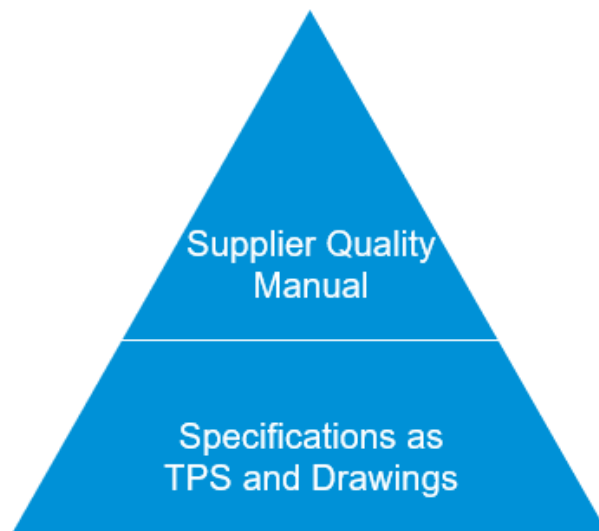 Supplier Quality
Manual
Specifications as
TPS and Drawings